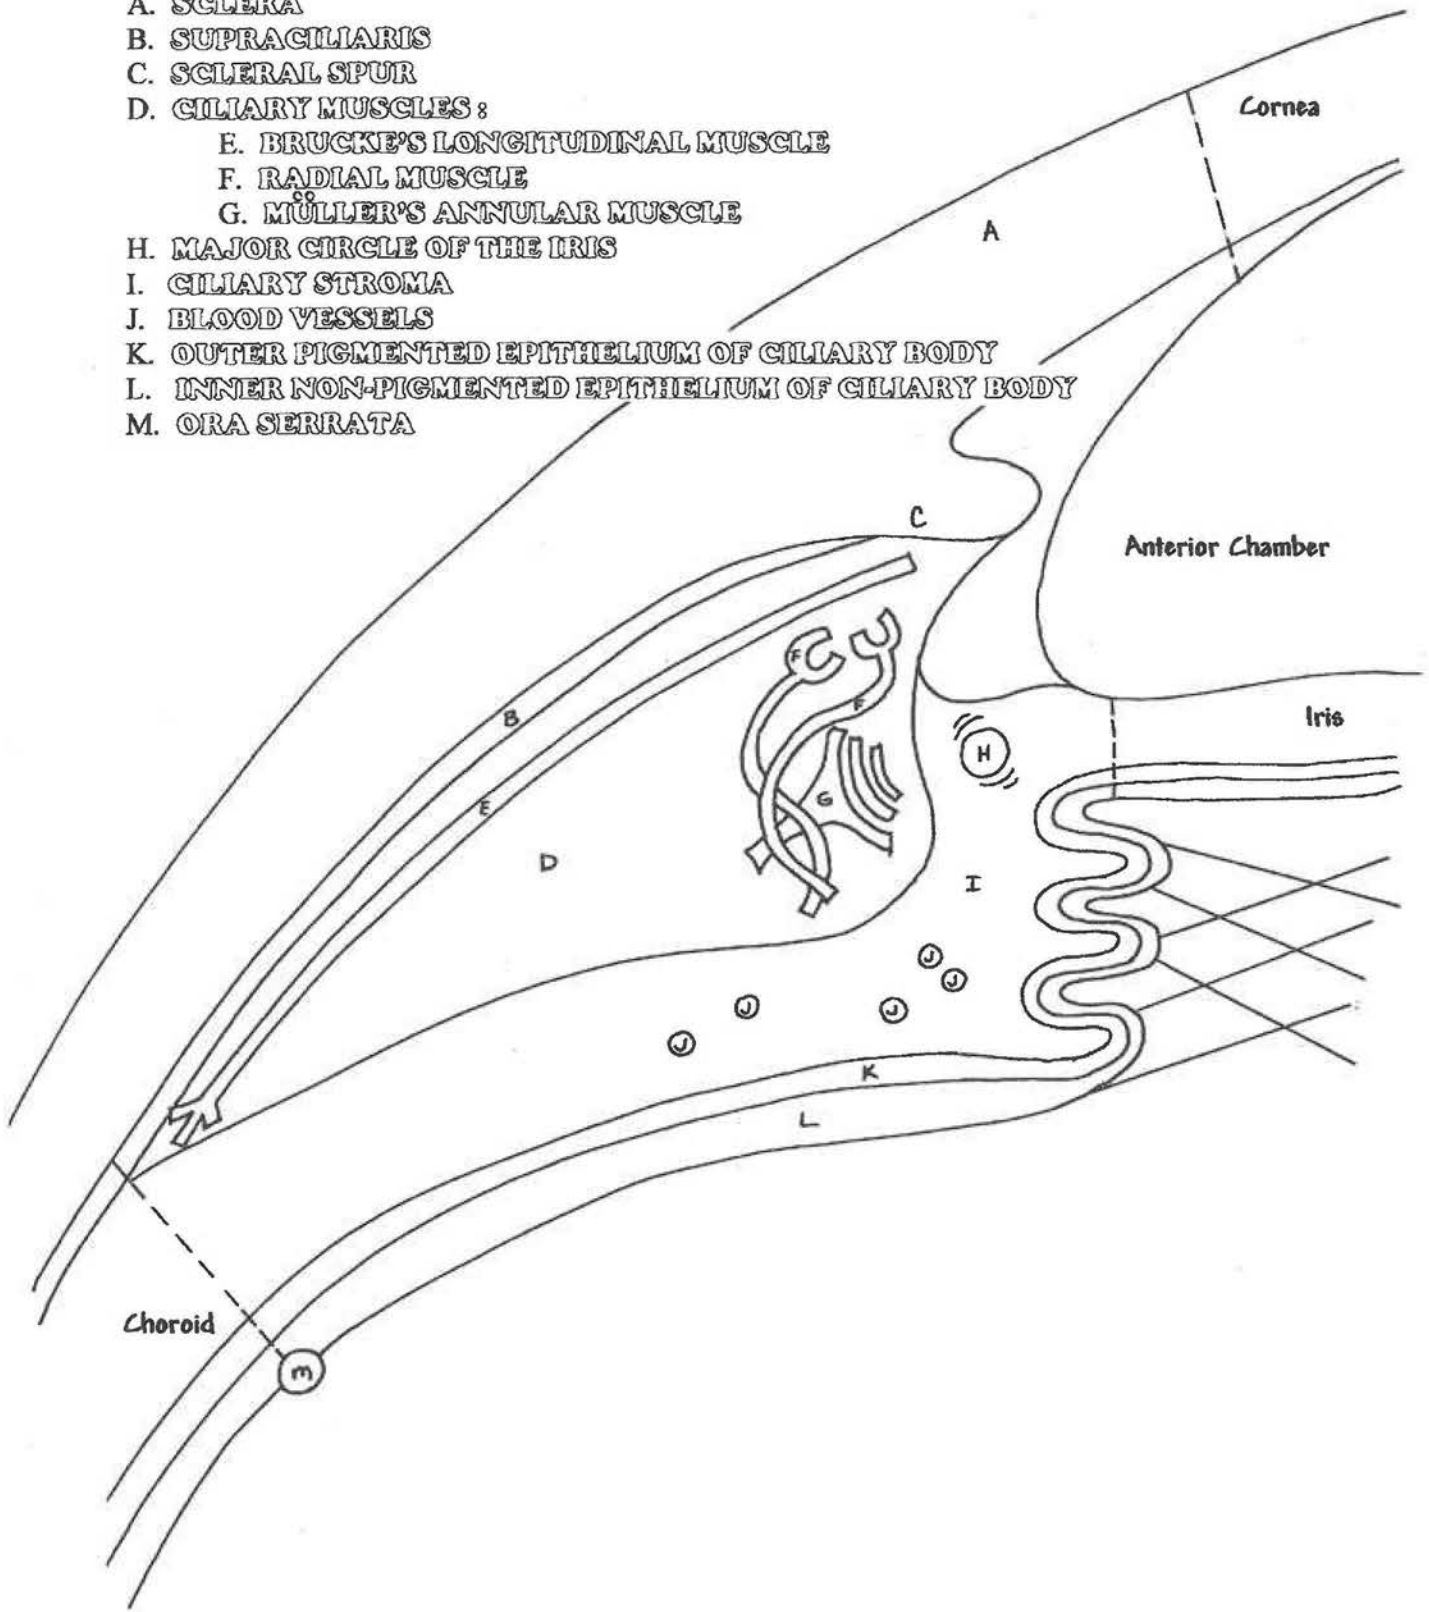 A. SCLERA
B. SUPRACILIARIS
C. SCLERAL SPUR
D. CILIARY MUSCLES:
E. BRUCKE'S LONGITUDINAL MUSCLE
F. RADIAL MUSCLE
G. MÜLLER'S ANNULAR MUSCLE
H. MAJOR CIRCLE OF THE IRIS
I. CILIARY STROMA
J. BLOOD VESSELS
K. OUTER PIGMENTED EPITHELIUM OF CILIARY BODY
L. INNER NON-PIGMENTED EPITHELIUM OF CILIARY BODY
M. ORA SERRATA
Cornea
A
C
Anterior Chamber
F
F
B
Iris
H
G
E
D
I
J
J
J
J
J
K
L
Choroid
M